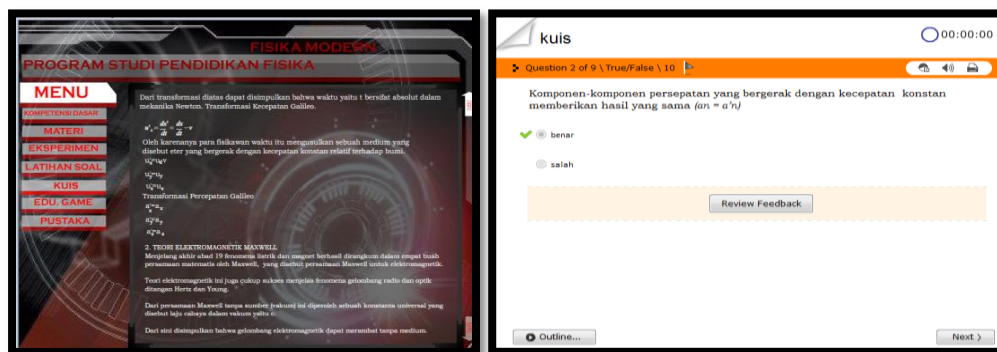 FISIKA MODERN
PROGRAM STUDI PENDIDIKAN FISIKA
MENU
KOMPETENSI DASAR
MATERI
EKSPERIMEN
LATIHAN SOAL
KUIS
EDU. GAME
PUSTAKA
Dari transformasi diatas dapat disimpulkan bahwa waktu yaitu t bersifat absolut dalam
mekanika Newton. Transformasi Kecepatan Galileo.
Oleh karenanya para fisikawan waktu itu mengusulkan sebuah medium yang
disebut eter yang bergerak dengan kecepatan konstan relatif terhadap bumi.
Transformasi Percepatan Galileo
2. TEORI ELEKTROMAGNETIK MAXWELL
Menjelang akhir abad 19 fenomena listrik dan magnet berhasil dirangkum dalam empat buah
persamaan matematis oleh Maxwell, yang disebut persamaan Maxwell untuk elektromagnetik.
Teori elektromagnetik ini juga cukup sukses menjelas fenomena gelombang radio dan optik
ditangan Hertz dan Young.
Dari persamaan Maxwell tanpa sumber (vakum) ini diperoleh sebuah konstanta universal yang
disebut laju cahaya dalam vakum yaitu c.
Dari sini disimpulkan bahwa gelombang elektromagnetik dapat merambat tanpa medium.
kuis
00:00:00
Question 2 of 9 \ True/False \ 10
Komponen-komponen persepatan yang bergerak dengan kecepatan konstan
memberikan hasil yang sama (an = a'n)
benar
salah
Review Feedback
Outline...
Next